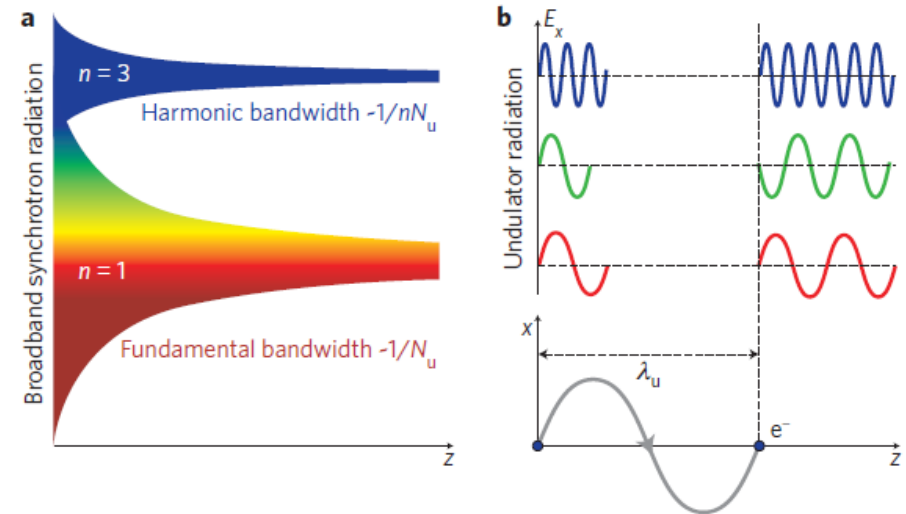 a
Broadband synchrotron radiation
n = 3
Harmonic bandwidth -1/nNu
n = 1
Fundamental bandwidth -1/Nu
z
b
Ex
Undulator radiation
x
λu
e-
z